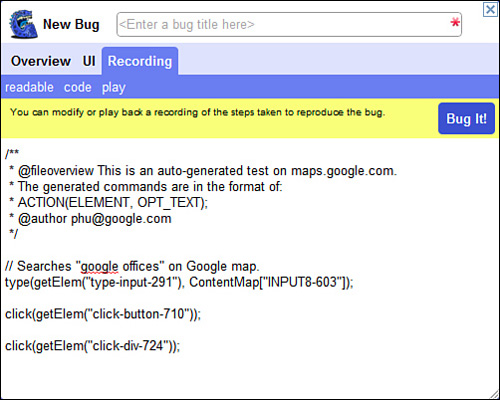 New Bug <Enter a bug title here> *
Overview UI Recording
readable code play
You can modify or play back a recording of the steps taken to reproduce the bug. Bug It!
/**
* @fileoverview This is an auto-generated test on maps.google.com.
* The generated commands are in the format of:
* ACTION(ELEMENT, OPT_TEXT);
* @author phu@google.com
*/
// Searches "google offices" on Google map.
type(getElem("type-input-291"), ContentMap["INPUT8-603"]);
click(getElem("click-button-710"));
click(getElem("click-div-724"));